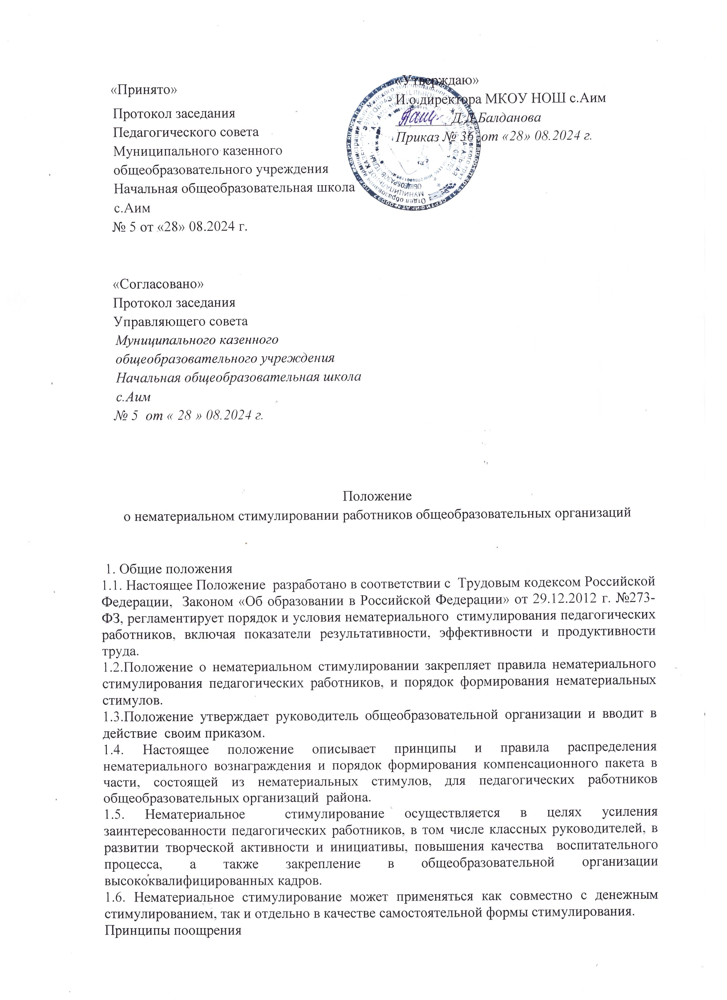 «Принято»
Протокол заседания
Педагогического совета
Муниципального казенного
общеобразовательного учреждения
Начальная общеобразовательная школа
с.Аим
№ 5 от «28» 08.2024 г.
«Утверждаю»
И.о.директора МКОУ НОШ с.Аим
Д.Д.Балданова
Приказ № 36 от «28» 08.2024 г.
«Согласовано»
Протокол заседания
Управляющего совета
Муниципального казенного
общеобразовательного учреждения
Начальная общеобразовательная школа
с.Аим
№ 5 от « 28 » 08.2024 г.
Положение
о нематериальном стимулировании работников общеобразовательных организаций
1. Общие положения
1.1. Настоящее Положение разработано в соответствии с Трудовым кодексом Российской
Федерации, Законом «Об образовании в Российской Федерации» от 29.12.2012 г. №273-
ФЗ, регламентирует порядок и условия нематериального стимулирования педагогических
работников, включая показатели результативности, эффективности и продуктивности
труда.
1.2.Положение о нематериальном стимулировании закрепляет правила нематериального
стимулирования педагогических работников, и порядок формирования нематериальных
стимулов.
1.3.Положение утверждает руководитель общеобразовательной организации и вводит в
действие своим приказом.
1.4. Настоящее положение описывает принципы и правила распределения
нематериального вознаграждения и порядок формирования компенсационного пакета в
части, состоящей из нематериальных стимулов, для педагогических работников
общеобразовательных организаций района.
1.5. Нематериальное стимулирование осуществляется в целях усиления
заинтересованности педагогических работников, в том числе классных руководителей, в
развитии творческой активности и инициативы, повышения качества воспитательного
процесса, а также закрепление в общеобразовательной организации
высококвалифицированных кадров.
1.6. Нематериальное стимулирование может применяться как совместно с денежным
стимулированием, так и отдельно в качестве самостоятельной формы стимулирования.
Принципы поощрения